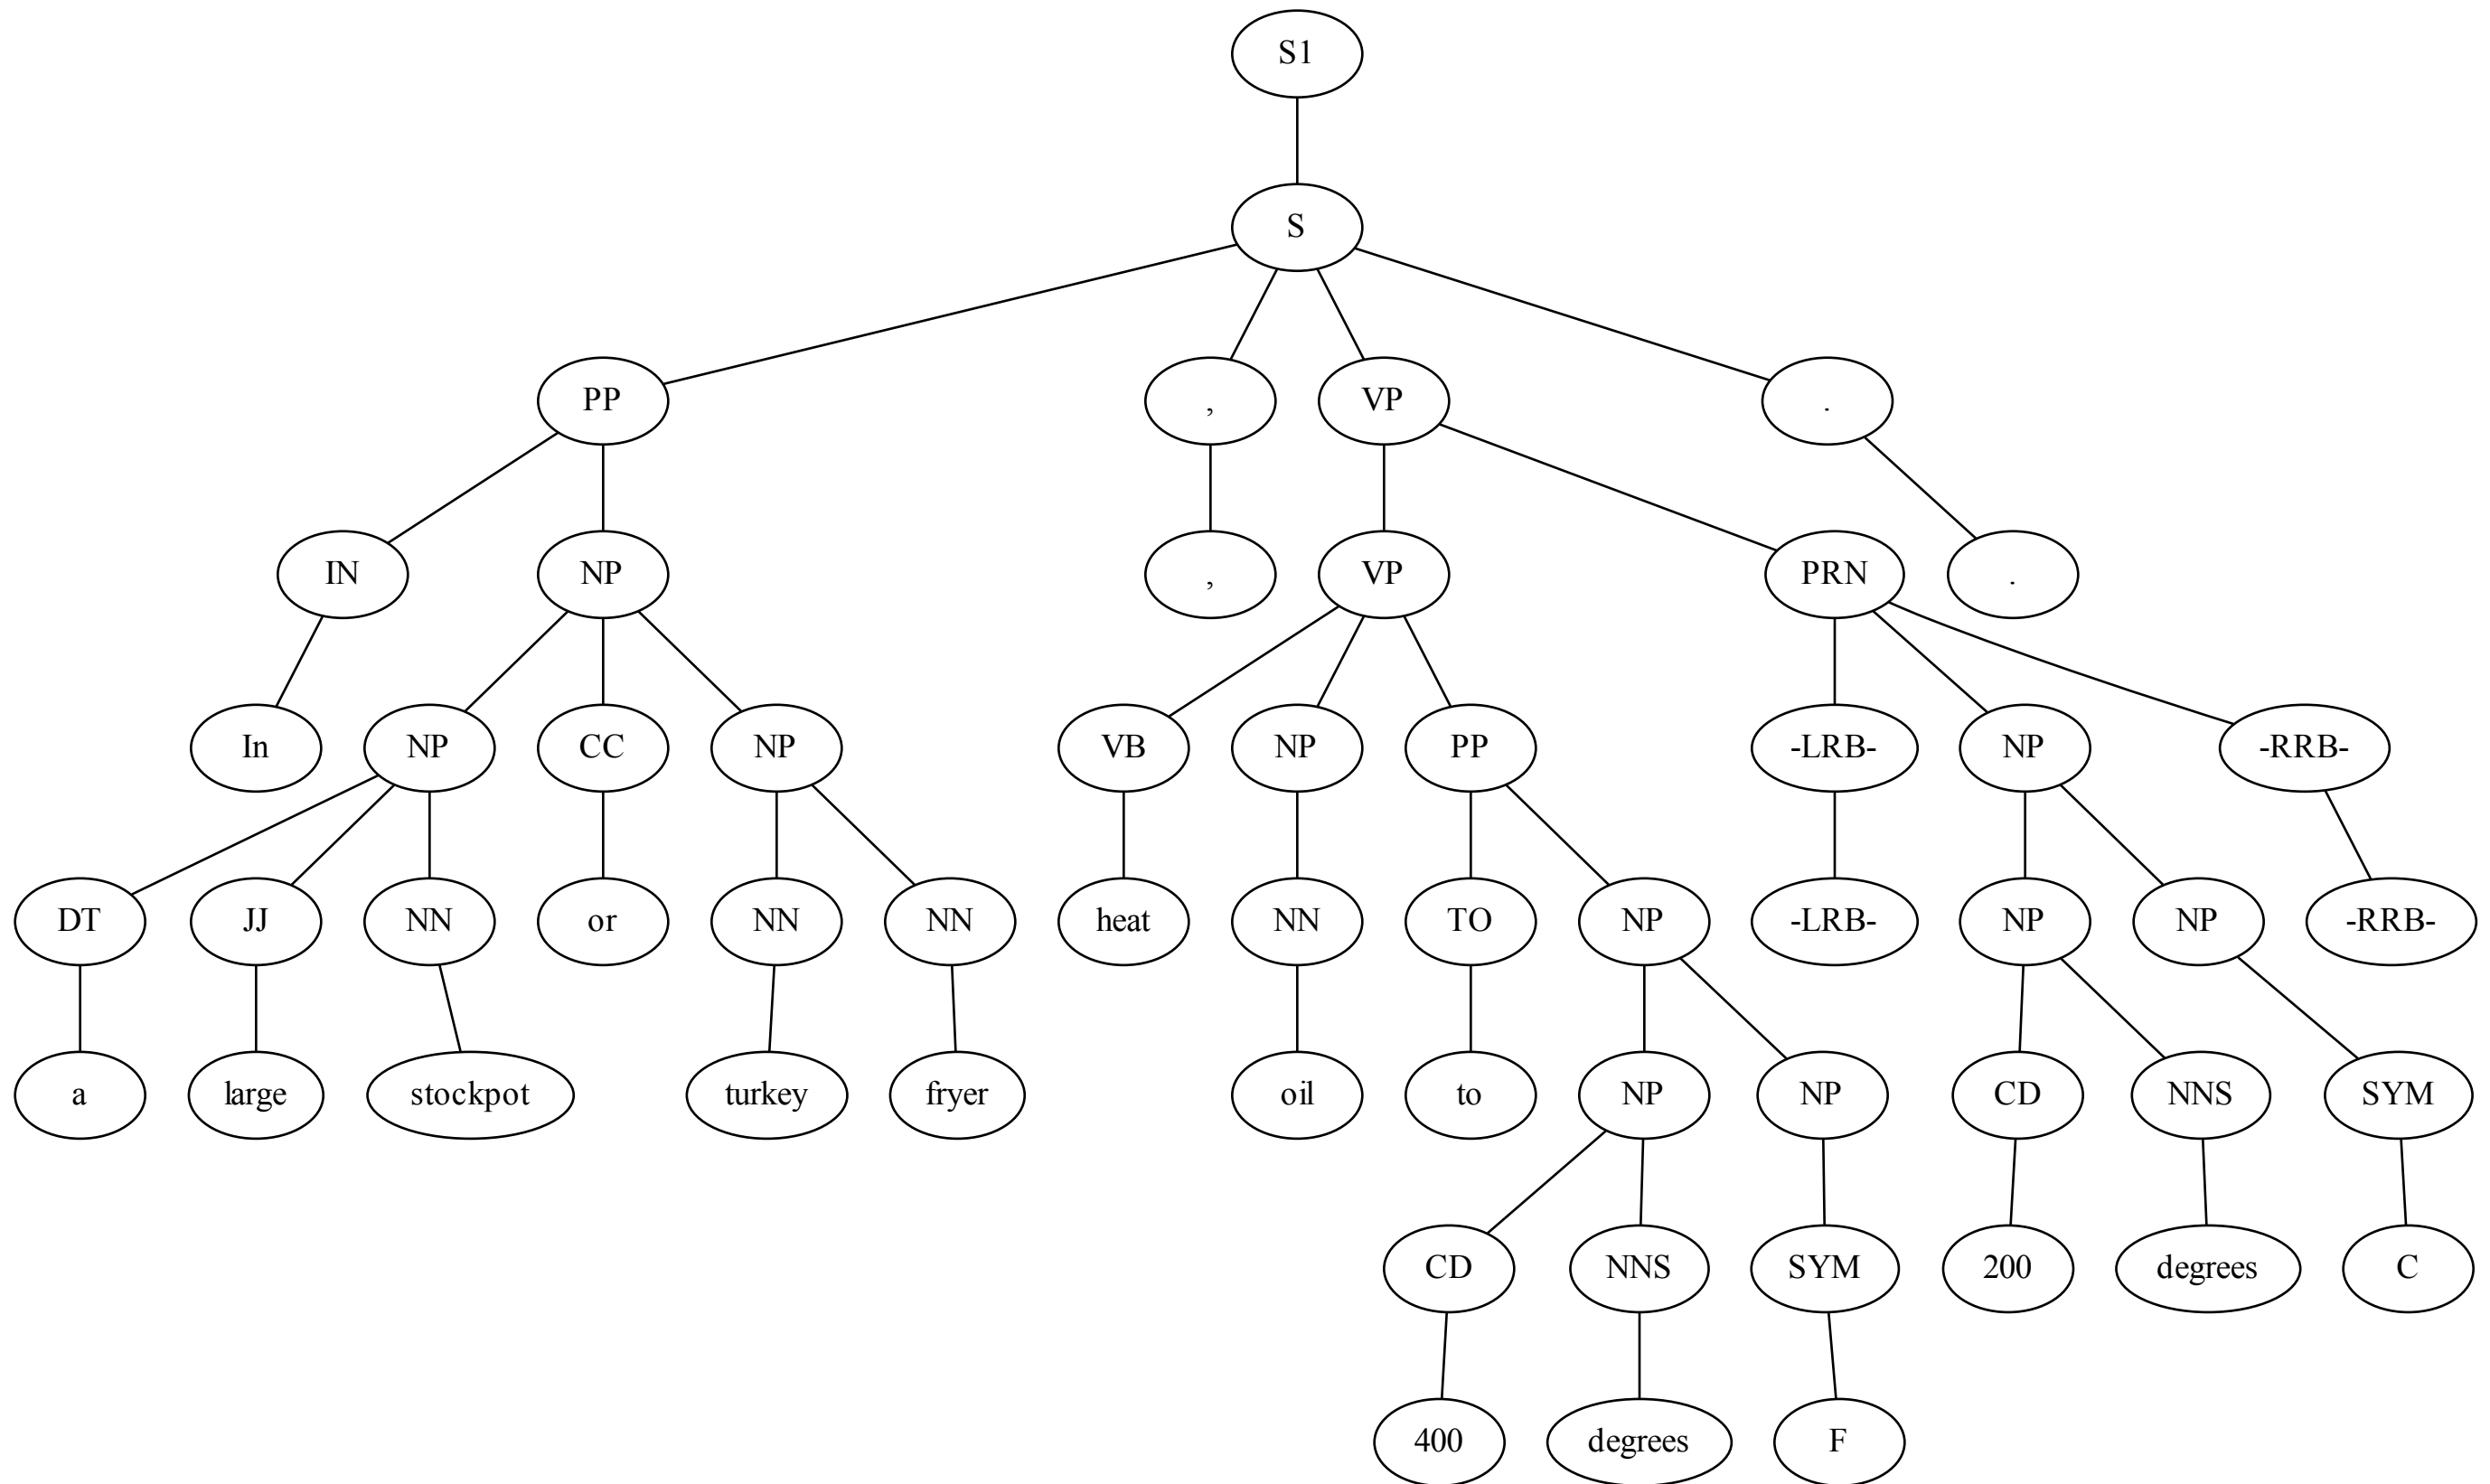 S1
S
PP , VP .
IN NP , VP PRN .
In NP CC NP VB NP PP -LRB- NP -RRB-
DT JJ NN or NN NN heat NN TO NP -LRB- NP NP -RRB-
a large stockpot turkey fryer oil to NP NP CD NNS SYM
CD NNS SYM 200 degrees C
400 degrees F